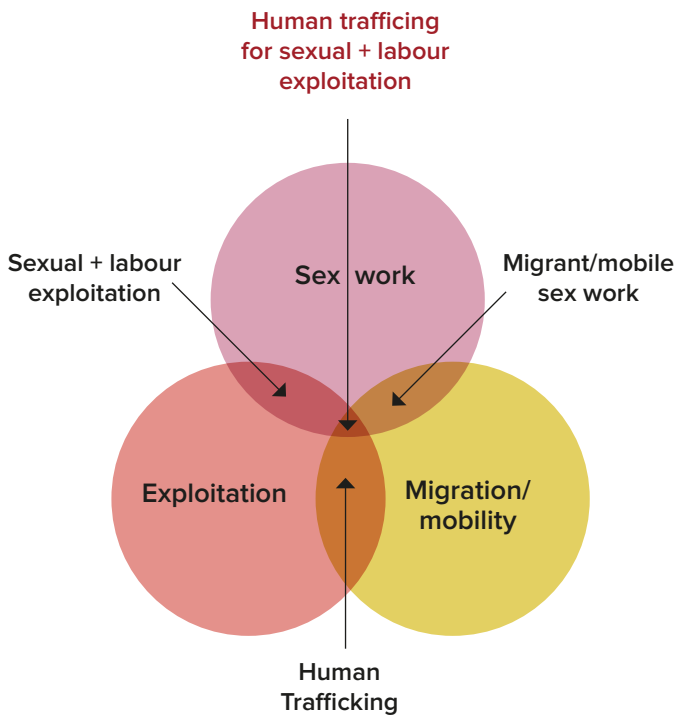 Human trafficing
for sexual + labour
exploitation
Sexual + labour
exploitation
Sex work
Migrant/mobile
sex work
Exploitation
Migration/
mobility
Human
Trafficking